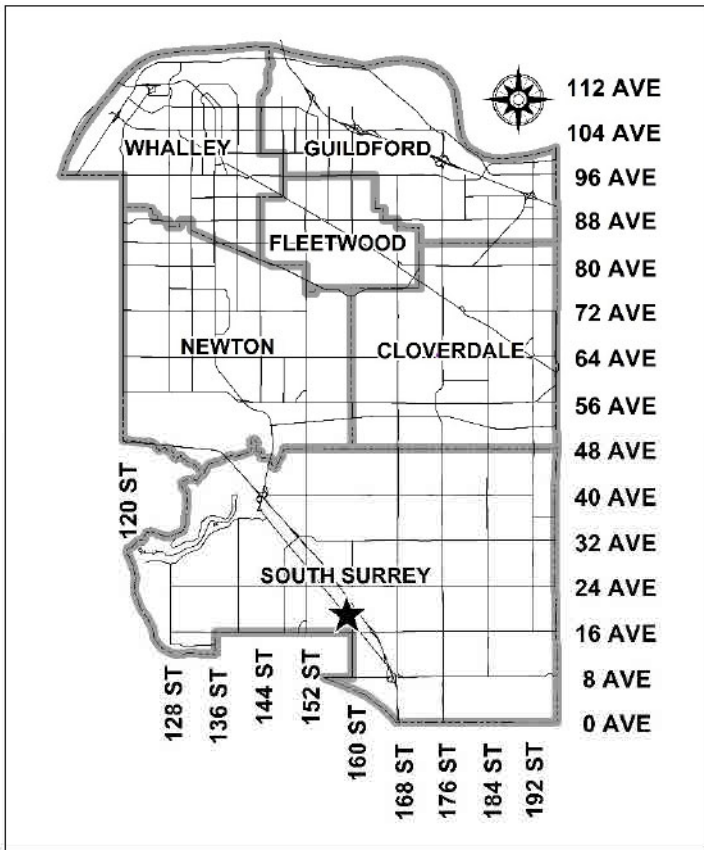 112 AVE
104 AVE
WHALLEY GUILDFORD
96 AVE
88 AVE
FLEETWOOD
80 AVE
72 AVE
NEWTON CLOVERDALE
64 AVE
56 AVE
48 AVE
120 ST
40 AVE
32 AVE
SOUTH SURREY
24 AVE
16 AVE
8 AVE
0 AVE
128 ST
136 ST
144 ST
152 ST
160 ST
168 ST
176 ST
184 ST
192 ST